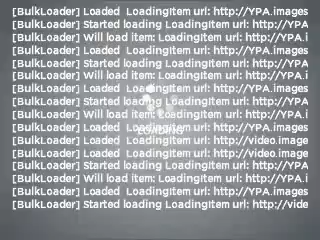 [BulkLoader] Loaded LoadingItem url: http://YPA.images
[BulkLoader] Started loading LoadingItem url: http://YPA
[BulkLoader] Will load item: LoadingItem url: http://YPA.i
[BulkLoader] Loaded LoadingItem url: http://YPA.images
[BulkLoader] Started loading LoadingItem url: http://YPA
[BulkLoader] Will load item: LoadingItem url: http://YPA.i
[BulkLoader] Loaded LoadingItem url: http://YPA.images
[BulkLoader] Started loading LoadingItem url: http://YPA
[BulkLoader] Will load item: LoadingItem url: http://YPA.i
[BulkLoader] Loaded LoadingItem url: http://YPA.images
LOADING
[BulkLoader] Loaded LoadingItem url: http://video.image
[BulkLoader] Loaded LoadingItem url: http://video.image
[BulkLoader] Started loading LoadingItem url: http://YPA
[BulkLoader] Will load item: LoadingItem url: http://YPA.i
[BulkLoader] Loaded LoadingItem url: http://YPA.images
[BulkLoader] Started loading LoadingItem url: http://vide